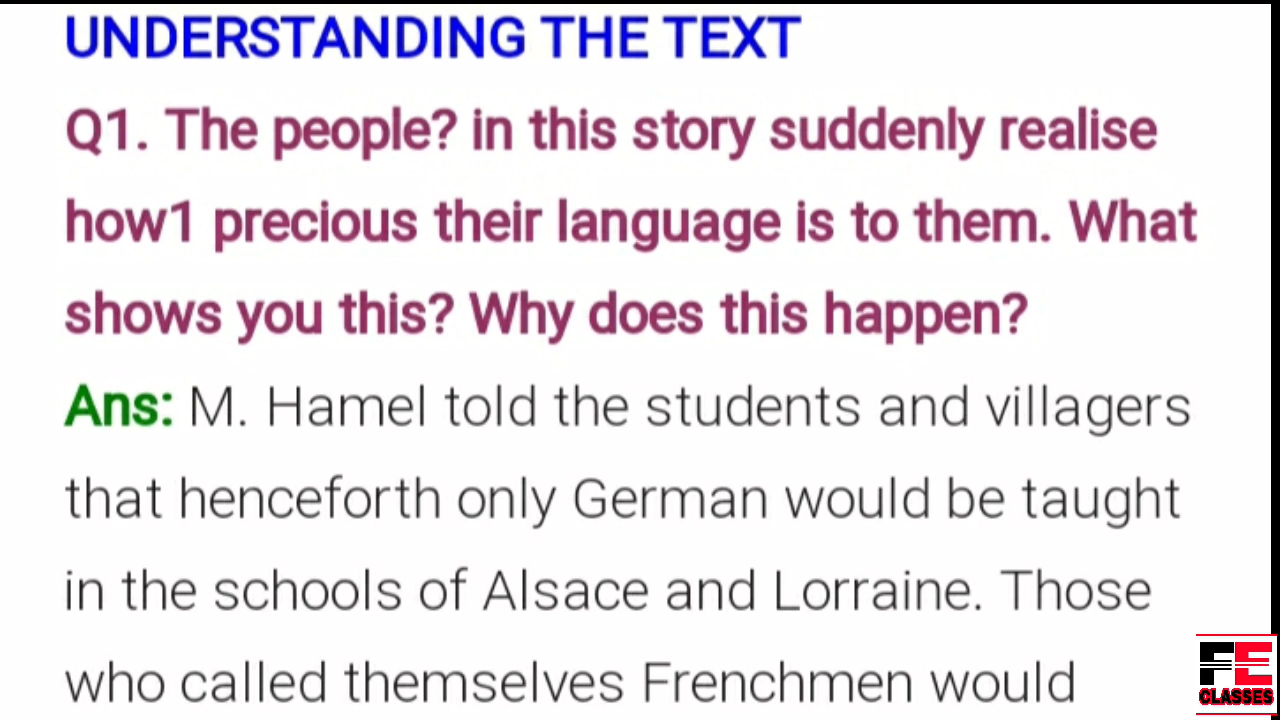 UNDERSTANDING THE TEXT
Q1. The people? in this story suddenly realise
how1 precious their language is to them. What
shows you this? Why does this happen?
Ans: M. Hamel told the students and villagers
that henceforth only German would be taught
in the schools of Alsace and Lorraine. Those
who called themselves Frenchmen would
FE
CLASSES